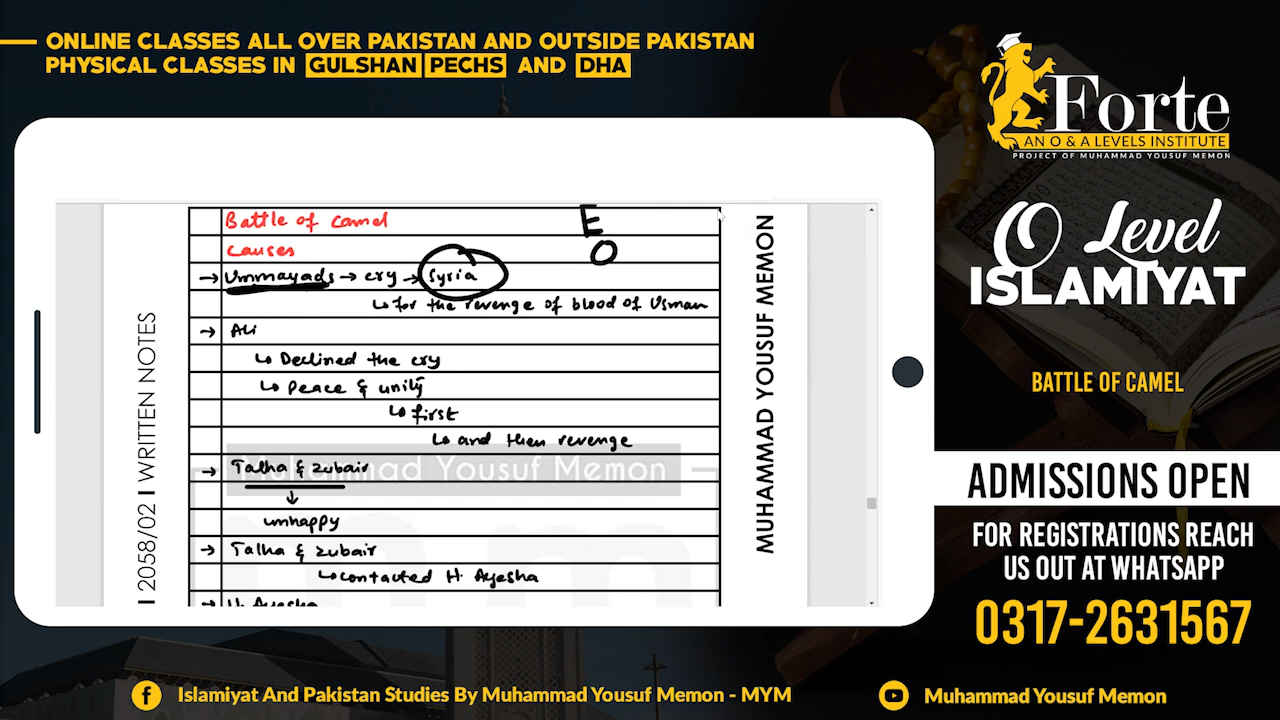 ONLINE CLASSES ALL OVER PAKISTAN AND OUTSIDE PAKISTAN
PHYSICAL CLASSES IN GULSHAN PECHS AND DHA
Forte
AN O & A LEVELS INSTITUTE
PROJECT OF MUHAMMAD YOUSUF MEMON
O Level
ISLAMIYAT
BATTLE OF CAMEL
ADMISSIONS OPEN
FOR REGISTRATIONS REACH
US OUT AT WHATSAPP
0317-2631567
I 2058/02 I WRITTEN NOTES
Battle of Camel
E
Causes
O
→ Ummayads → cry → Syria
↳ for the revenge of blood of Usman
→ Ali
↳ Declined the cry
↳ Peace & unity
↳ first
↳ and then revenge
→ Talha & Zubair
Muhammad Yousuf Memon
↓
unhappy
→ Talha & Zubair
↳ contacted H Ayesha
→ H. Ayesha
MUHAMMAD YOUSUF MEMON
Islamiyat And Pakistan Studies By Muhammad Yousuf Memon - MYM
Muhammad Yousuf Memon